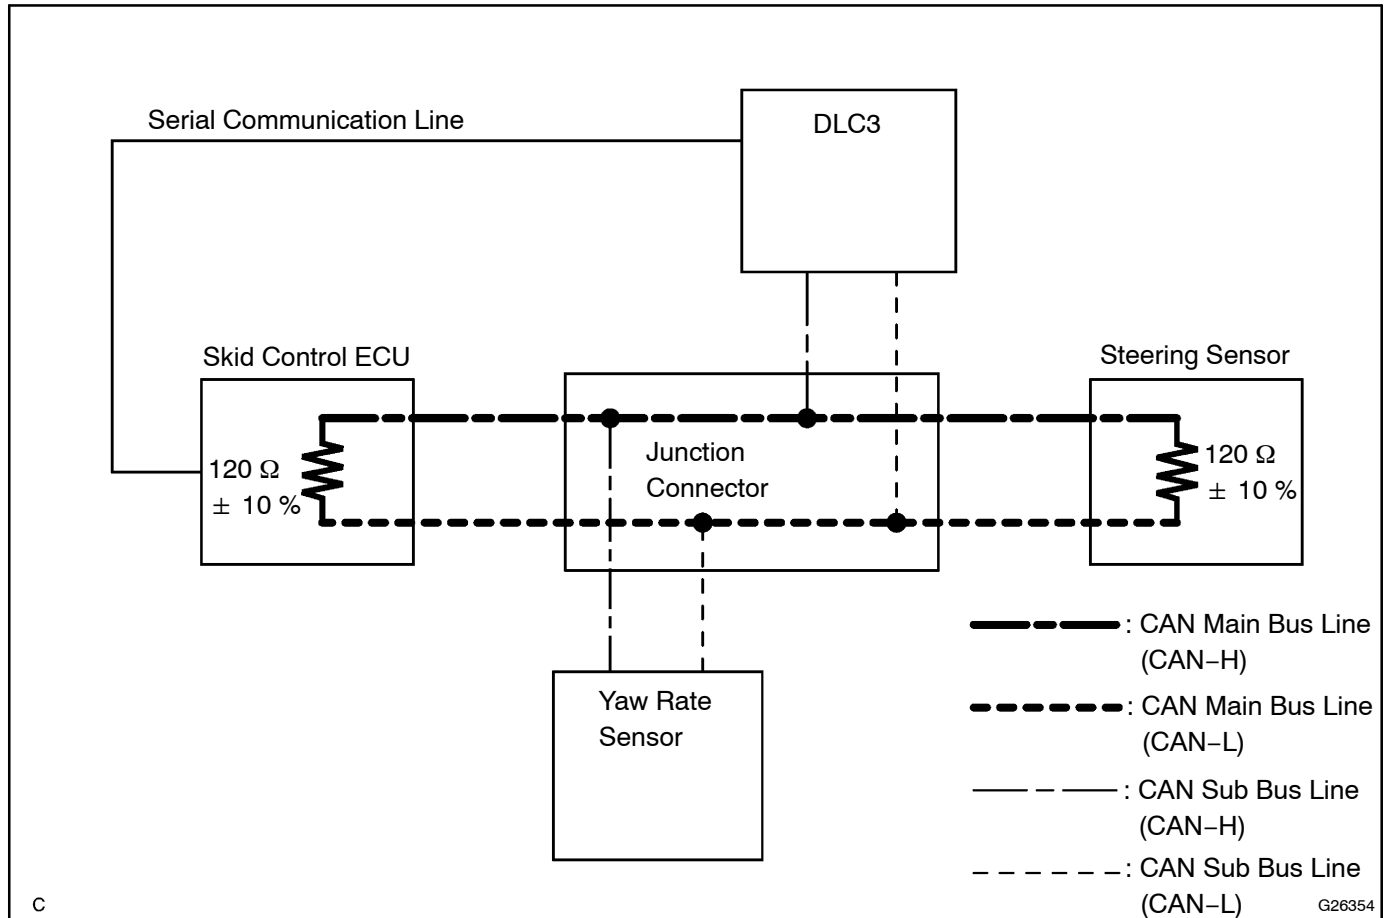 Serial Communication Line
DLC3
Skid Control ECU
Steering Sensor
120 Ω
± 10 %
Junction
Connector
120 Ω
± 10 %
Yaw Rate
Sensor
: CAN Main Bus Line
(CAN−H)
: CAN Main Bus Line
(CAN−L)
: CAN Sub Bus Line
(CAN−H)
: CAN Sub Bus Line
(CAN−L)
C
G26354